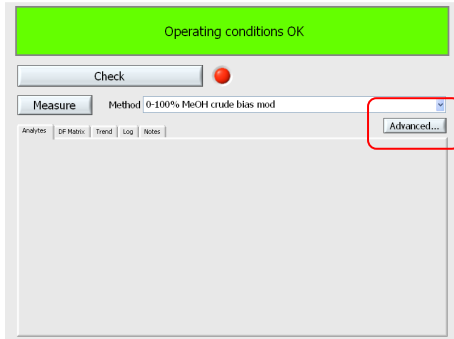 Operating conditions OK
Check
Measure Method 0-100% MeOH crude bias mod
Advanced...
Analytes DF Matrix Trend Log Notes